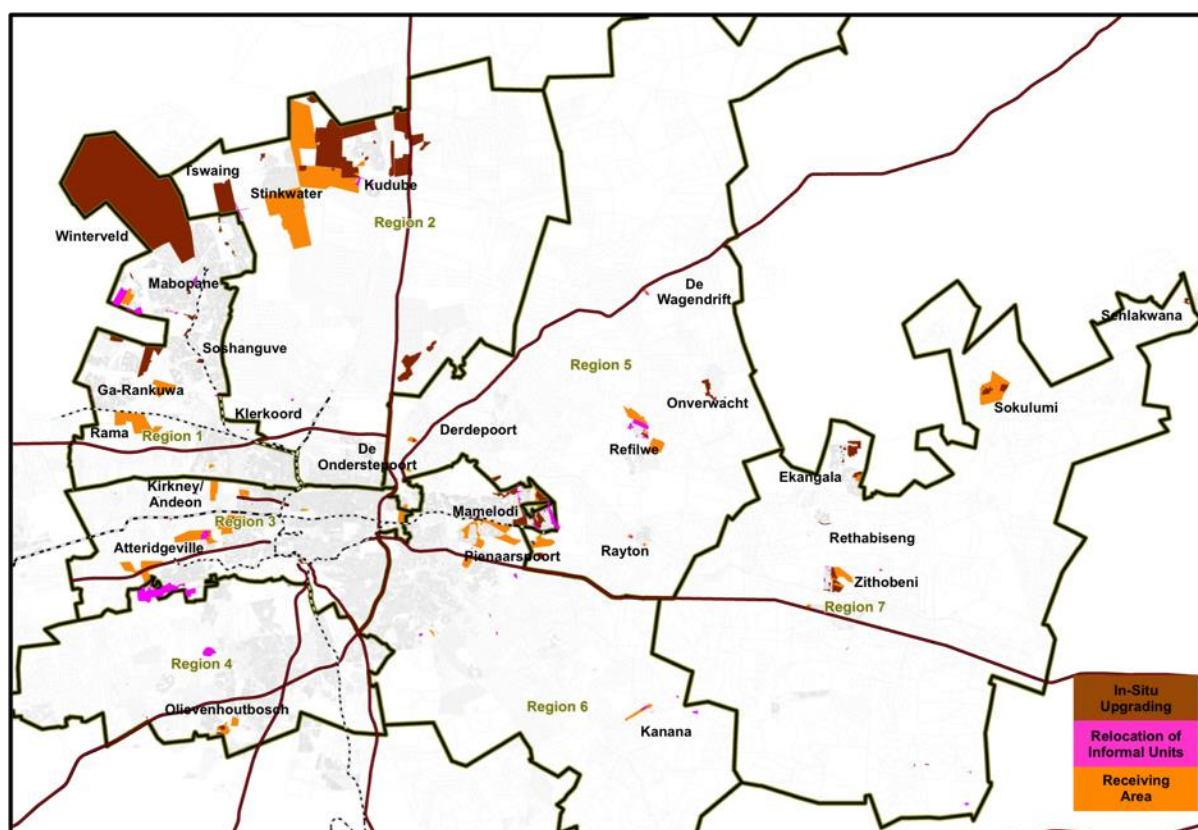 Tswaing
Stinkwater
Kudube
Region 2
Winterveld
Mabopane
De
Wagendrift
Sehlakwana
Soshanguve
Region 5
Ga-Rankuwa
Onverwacht
Sokulumi
Klerkoord
Rama
Region 1
Derdepoort
De
Onderstepoort
Refilwe
Ekangala
Kirkney/
Andeon
Mamelodi
Region 3
Rethabiseng
Atteridgeville
Pienaarspoort
Rayton
Zithobeni
Region 7
Region 4
Olievenhoutbosch
Region 6
Kanana
In-Situ
Upgrading
Relocation of
Informal Units
Receiving
Area